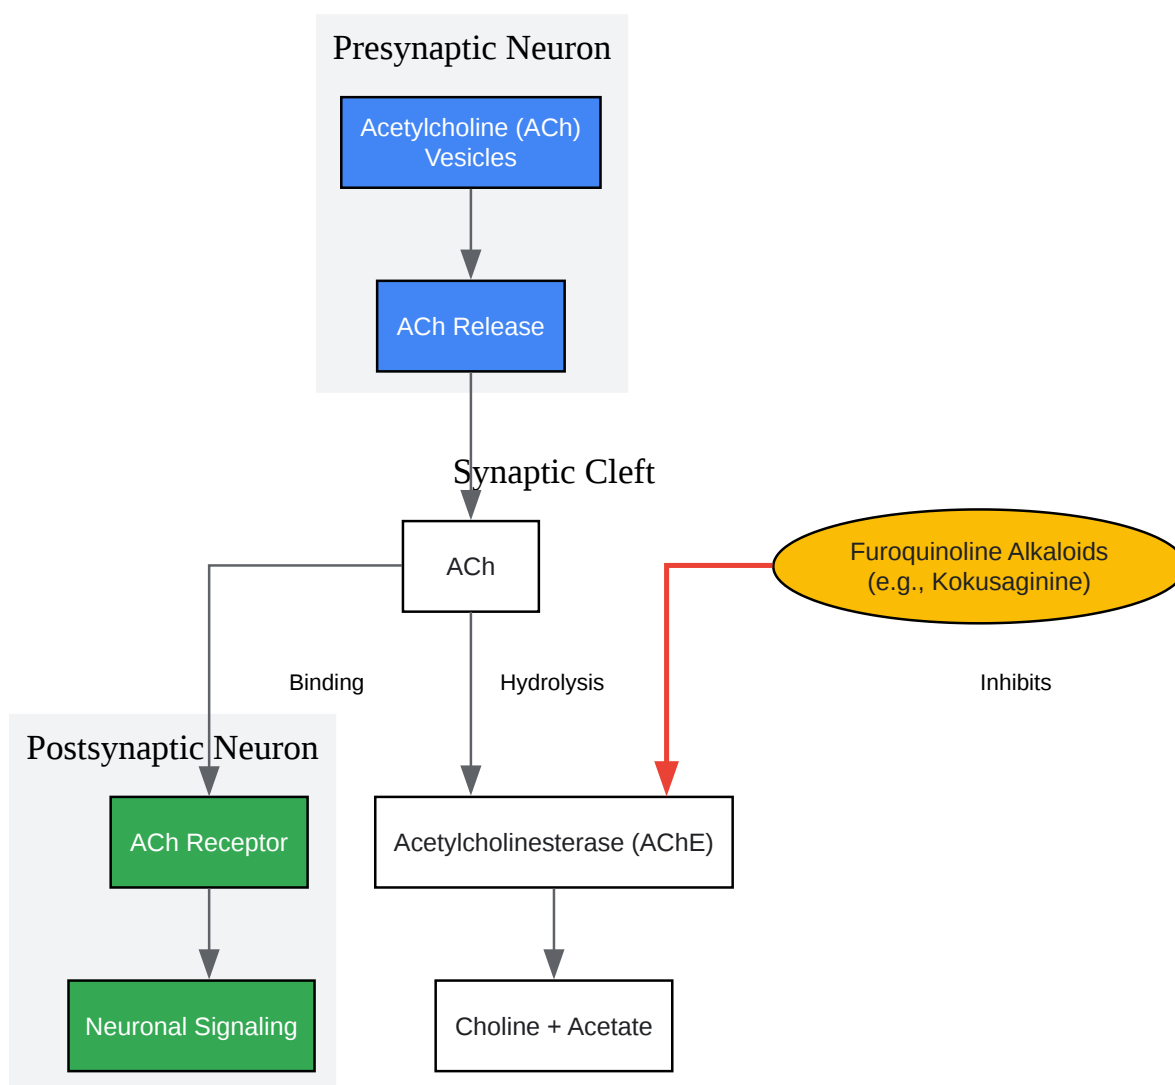 Presynaptic Neuron
Acetylcholine (ACh)
Vesicles
ACh Release
Synaptic Cleft
ACh
Furoquinoline Alkaloids
(e.g., Kokusaginine)
Binding
Hydrolysis
Inhibits
Postsynaptic Neuron
ACh Receptor
Acetylcholinesterase (AChE)
Neuronal Signaling
Choline + Acetate